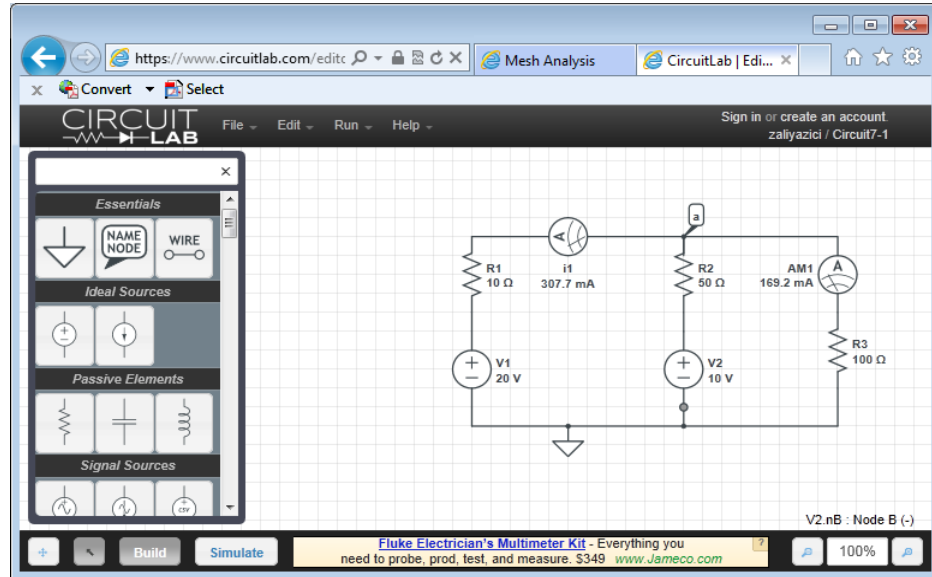 https://www.circuitlab.com/editc
Mesh Analysis
CircuitLab | Edi...
x Convert Select
CIRCUIT LAB
File Edit Run Help
Sign in or create an account.
zaliyazici / Circuit7-1
Essentials
NAME NODE
WIRE
Ideal Sources
Passive Elements
Signal Sources
csv
a
A
R1
10 Ω
i1
307.7 mA
R2
50 Ω
AM1
169.2 mA
A
R3
100 Ω
V1
20 V
V2
10 V
V2.nB : Node B (-)
Build
Simulate
Fluke Electrician's Multimeter Kit - Everything you
need to probe, prod, test, and measure. $349 www.Jameco.com
?
100%